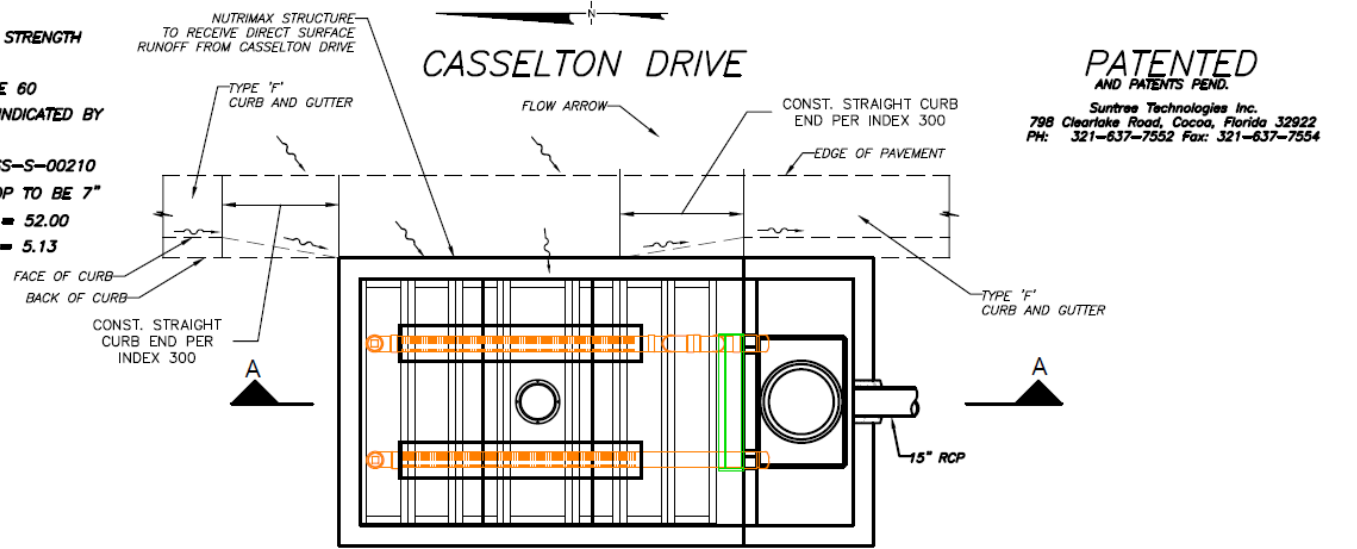 STRENGTH
E 60
INDICATED BY
SS-S-00210
OP TO BE 7"
= 52.00
= 5.13
NUTRIMAX STRUCTURE
TO RECEIVE DIRECT SURFACE
RUNOFF FROM CASSELTON DRIVE
N
CASSELTON DRIVE
PATENTED
AND PATENTS PEND.
Suntree Technologies Inc.
798 Clearlake Road, Cocoa, Florida 32922
PH: 321-637-7552 Fax: 321-637-7554
TYPE 'F'
CURB AND GUTTER
FLOW ARROW
CONST. STRAIGHT CURB
END PER INDEX 300
EDGE OF PAVEMENT
FACE OF CURB
BACK OF CURB
CONST. STRAIGHT
CURB END PER
INDEX 300
TYPE 'F'
CURB AND GUTTER
A
A
15" RCP